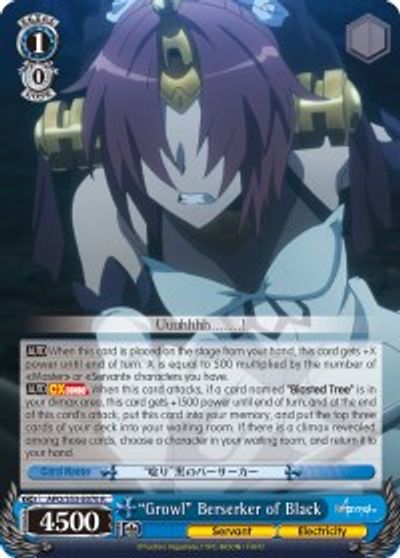 1
0
Uuuhhhh........!
AUTO When this card is placed on the stage from your hand, this card gets +X
power until end of turn. X is equal to 500 multiplied by the number of
«Master» or «Servant» characters you have.
AUTO CX COMBO When this card attacks, if a card named "Blasted Tree" is in
your climax area, this card gets +1500 power until end of turn, and at the end
of this card's attack, put this card into your memory, and put the top three
cards of your deck into your waiting room. If there is a climax revealed
among those cards, choose a character in your waiting room, and return it to
your hand.
Card Name
"唸り"黒のバーサーカー
"Growl" Berserker of Black
4500
Servant
Electricity